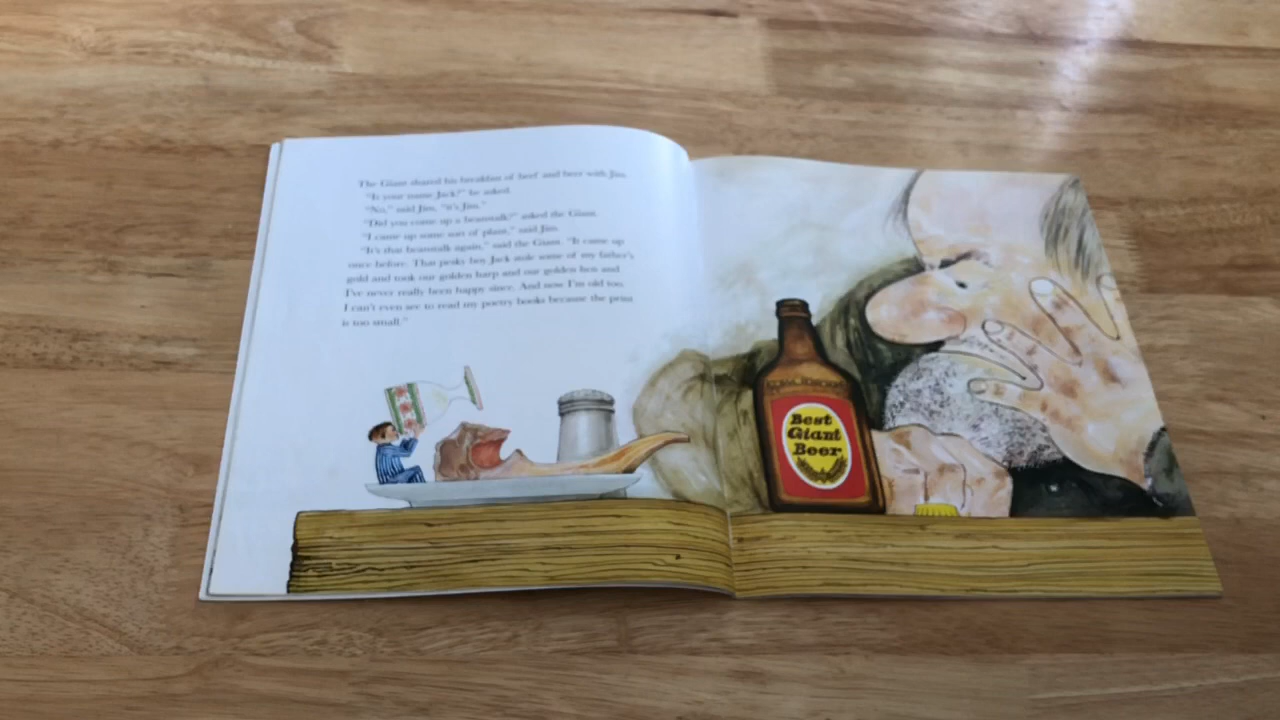 The Giant shared his breakfast of beef and beer with Jim.
"Is your name Jack?" he asked.
"No," said Jim, "it's Jim."
"Did you come up a beanstalk?" asked the Giant.
"I came up some sort of plant," said Jim.
"It's that beanstalk again," said the Giant. "It came up
once before. That pesky boy Jack stole some of my father's
gold and took our golden harp and our golden hen and
I've never really been happy since. And now I'm old too.
I can't even see to read my poetry books because the print
is too small."
Best
Giant
Beer